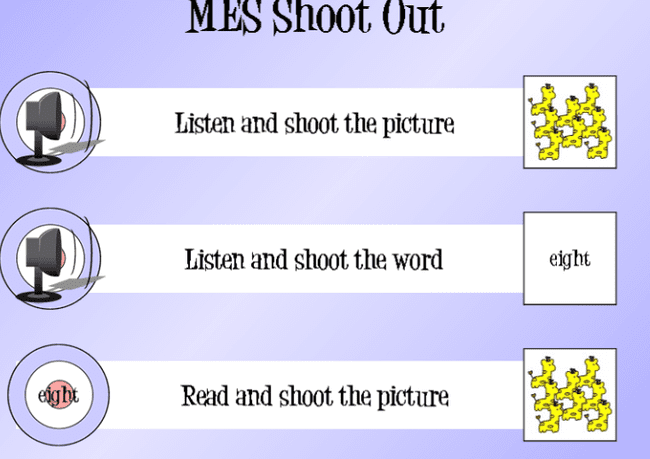 MES Shoot Out
Listen and shoot the picture
Listen and shoot the word
eight
eight
Read and shoot the picture